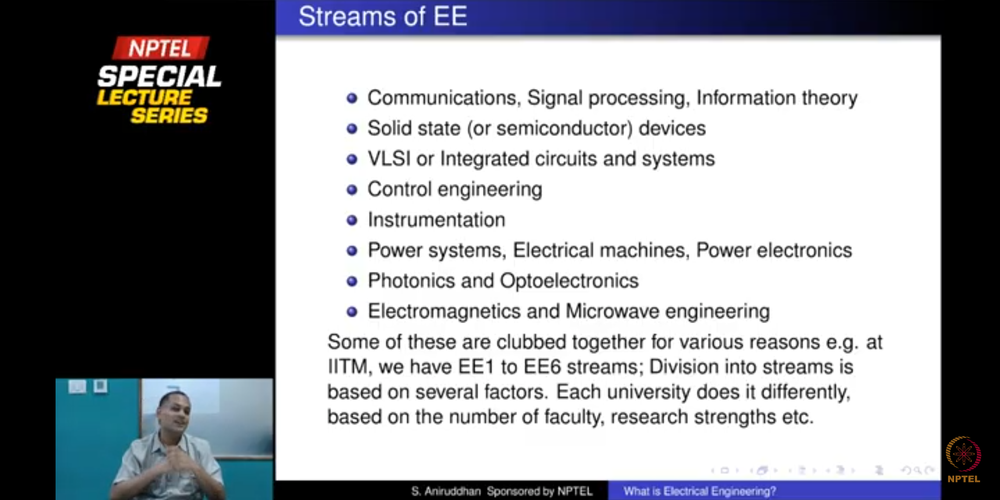 Streams of EE
NPTEL
SPECIAL
LECTURE
SERIES
Communications, Signal processing, Information theory
Solid state (or semiconductor) devices
VLSI or Integrated circuits and systems
Control engineering
Instrumentation
Power systems, Electrical machines, Power electronics
Photonics and Optoelectronics
Electromagnetics and Microwave engineering
Some of these are clubbed together for various reasons e.g. at
IITM, we have EE1 to EE6 streams; Division into streams is
based on several factors. Each university does it differently,
based on the number of faculty, research strengths etc.
NPTEL
S. Aniruddhan Sponsored by NPTEL
What is Electrical Engineering?